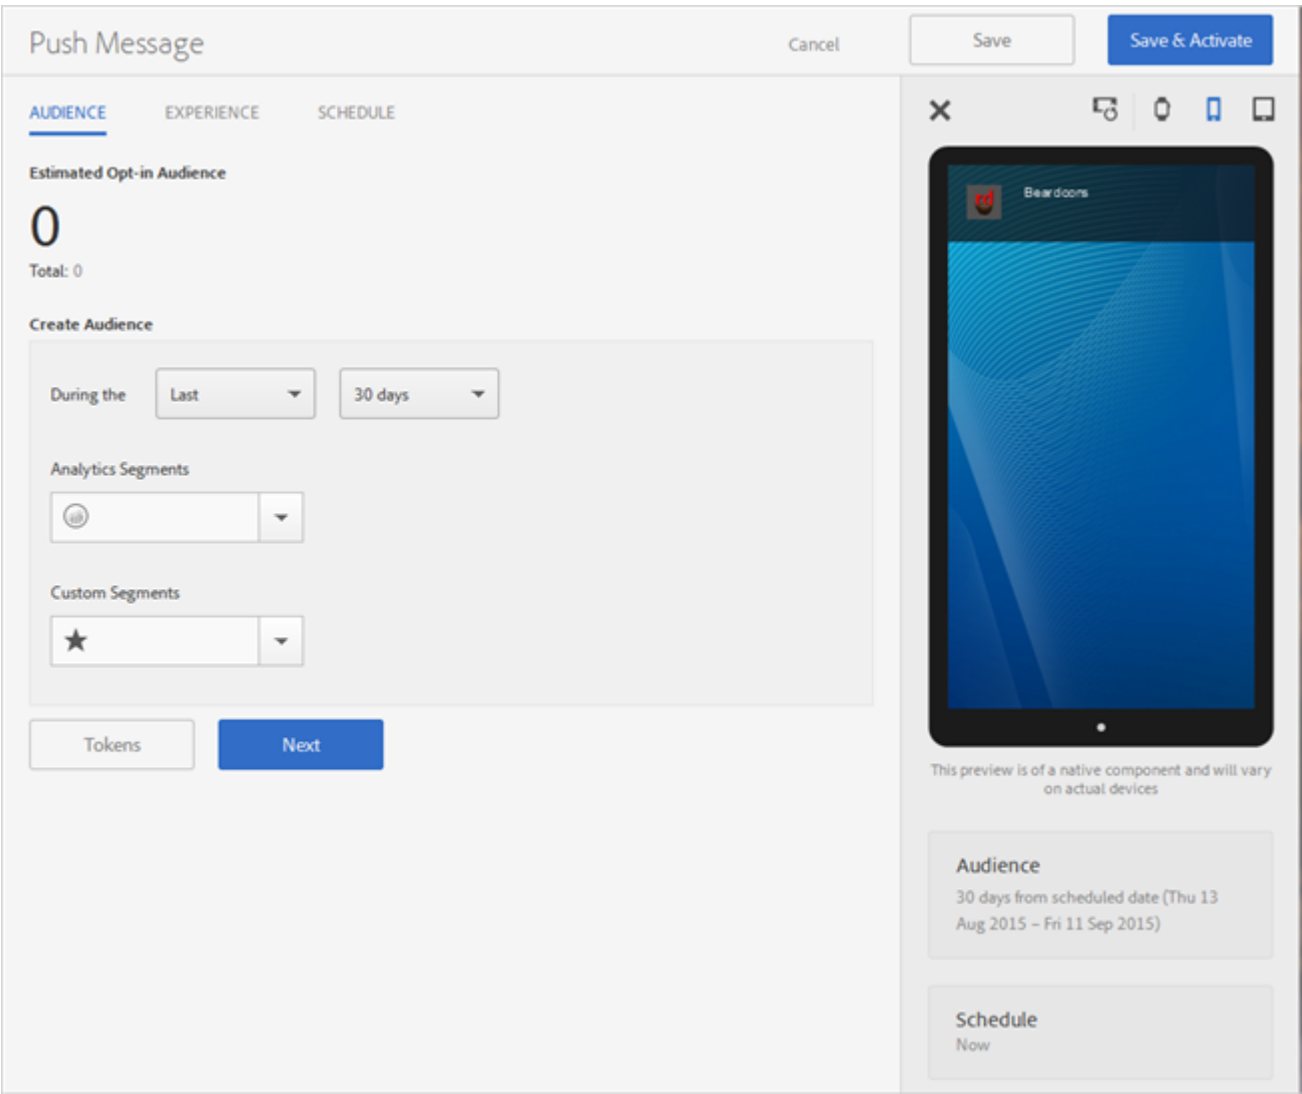 Push Message
Cancel
Save
Save & Activate
AUDIENCE
EXPERIENCE
SCHEDULE
Estimated Opt-in Audience
0
Total: 0
Create Audience
During the
Last
30 days
Analytics Segments
Custom Segments
Tokens
Next
rd
Beardcons
This preview is of a native component and will vary
on actual devices
Audience
30 days from scheduled date (Thu 13
Aug 2015 – Fri 11 Sep 2015)
Schedule
Now